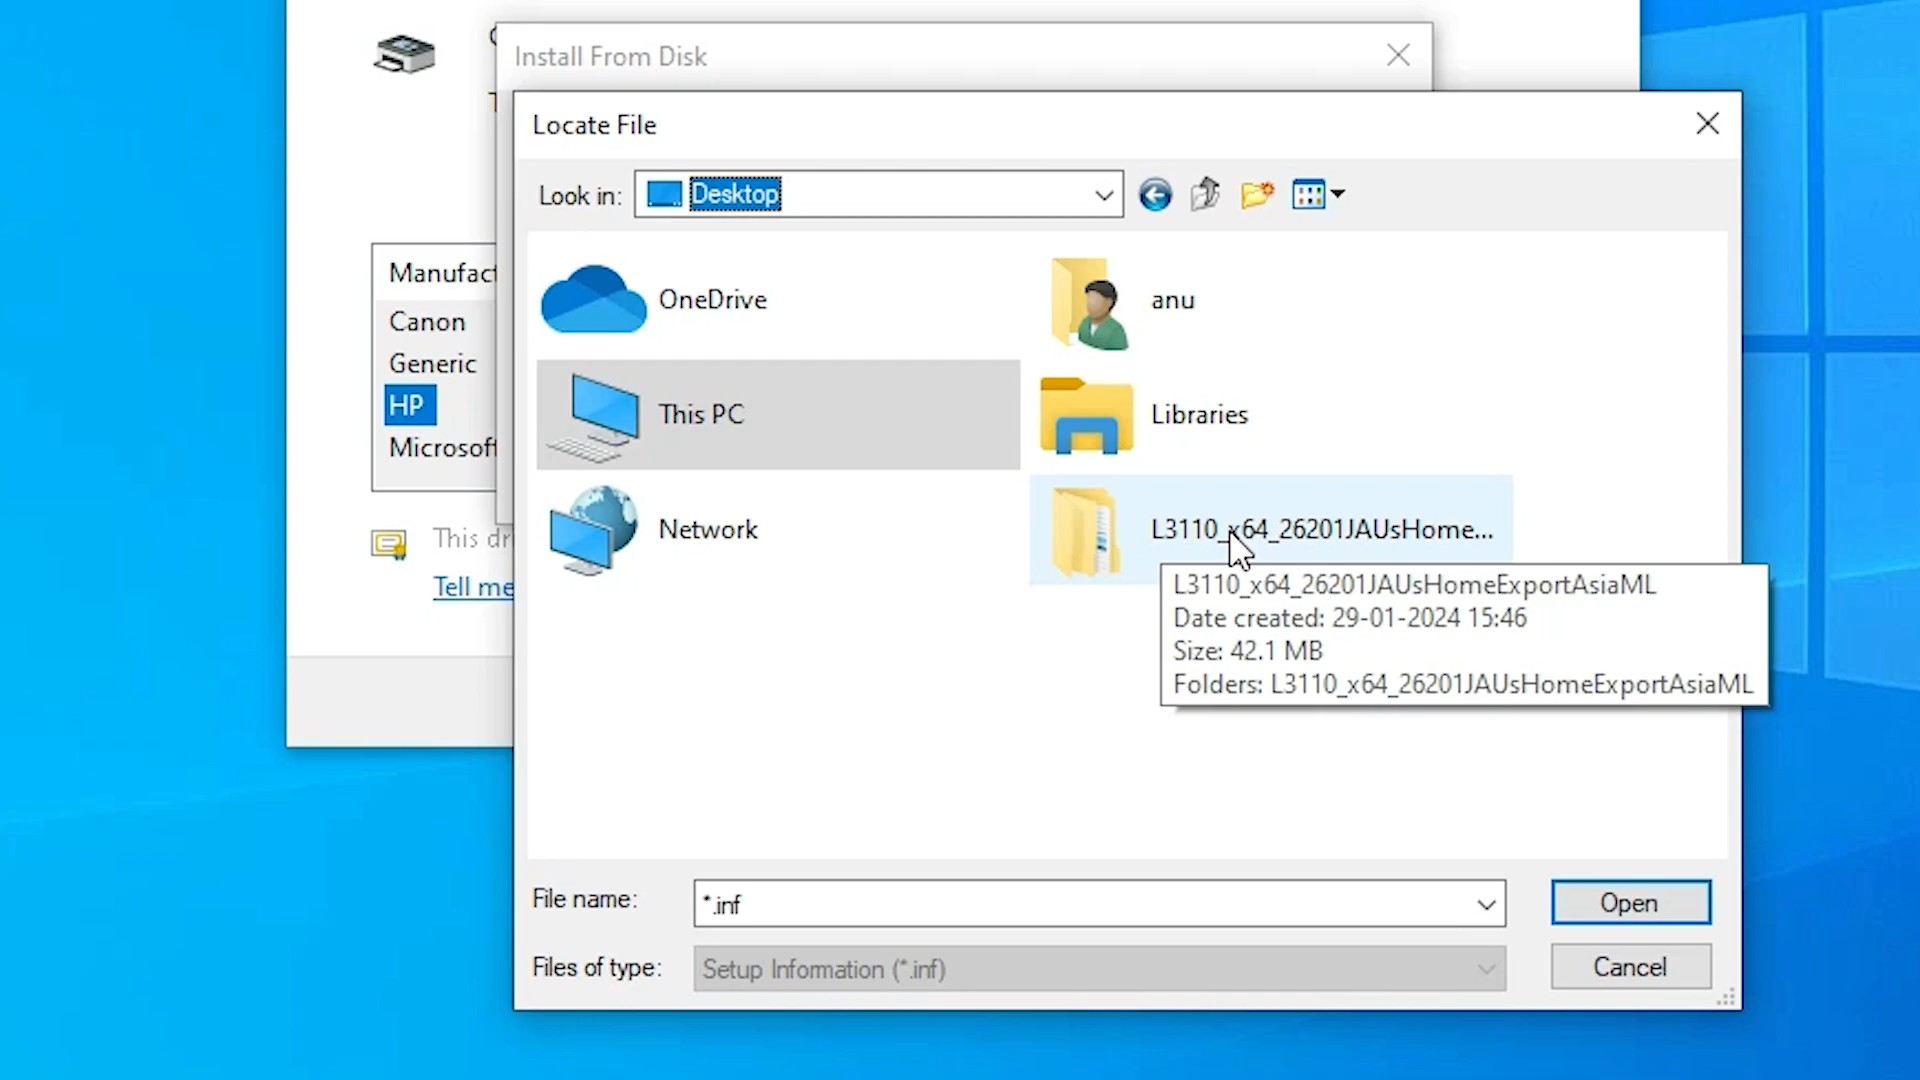 Install From Disk
Locate File
Look in: Desktop
OneDrive
anu
This PC
Libraries
Network
L3110_x64_26201JAUsHome...
L3110_x64_26201JAUsHomeExportAsiaML
Date created: 29-01-2024 15:46
Size: 42.1 MB
Folders: L3110_x64_26201JAUsHomeExportAsiaML
File name: *.inf
Open
Files of type: Setup Information (*.inf)
Cancel
Manufact
Canon
Generic
HP
Microsoft
This dr
Tell me